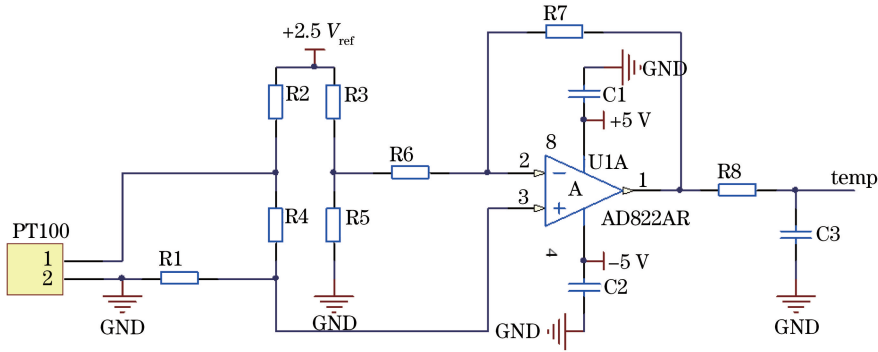 R7
+2.5 Vref
GND
R2
R3
C1
+5 V
8
R6
2
U1A
R8
−
A
1
temp
3
+
R4
R5
AD822AR
PT100
C3
1
R1
4
−5 V
2
C2
GND
GND
GND
GND